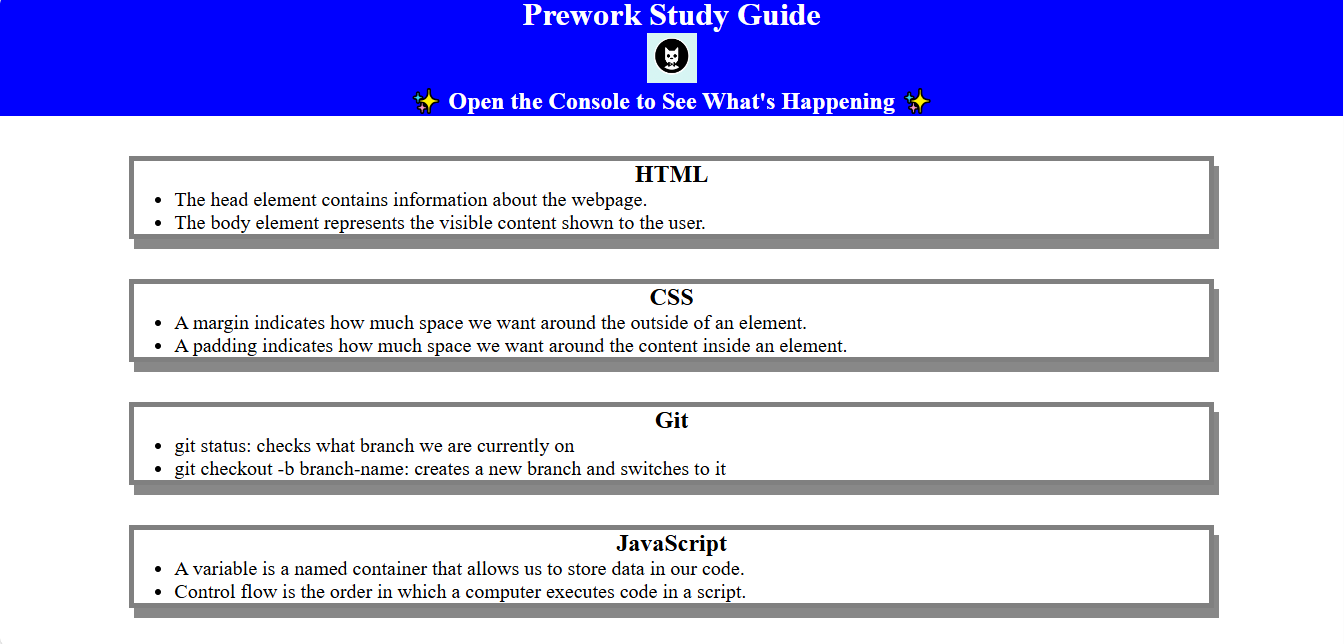 Prework Study Guide
✨ Open the Console to See What's Happening ✨
HTML
• The head element contains information about the webpage.
• The body element represents the visible content shown to the user.
CSS
• A margin indicates how much space we want around the outside of an element.
• A padding indicates how much space we want around the content inside an element.
Git
• git status: checks what branch we are currently on
• git checkout -b branch-name: creates a new branch and switches to it
JavaScript
• A variable is a named container that allows us to store data in our code.
• Control flow is the order in which a computer executes code in a script.